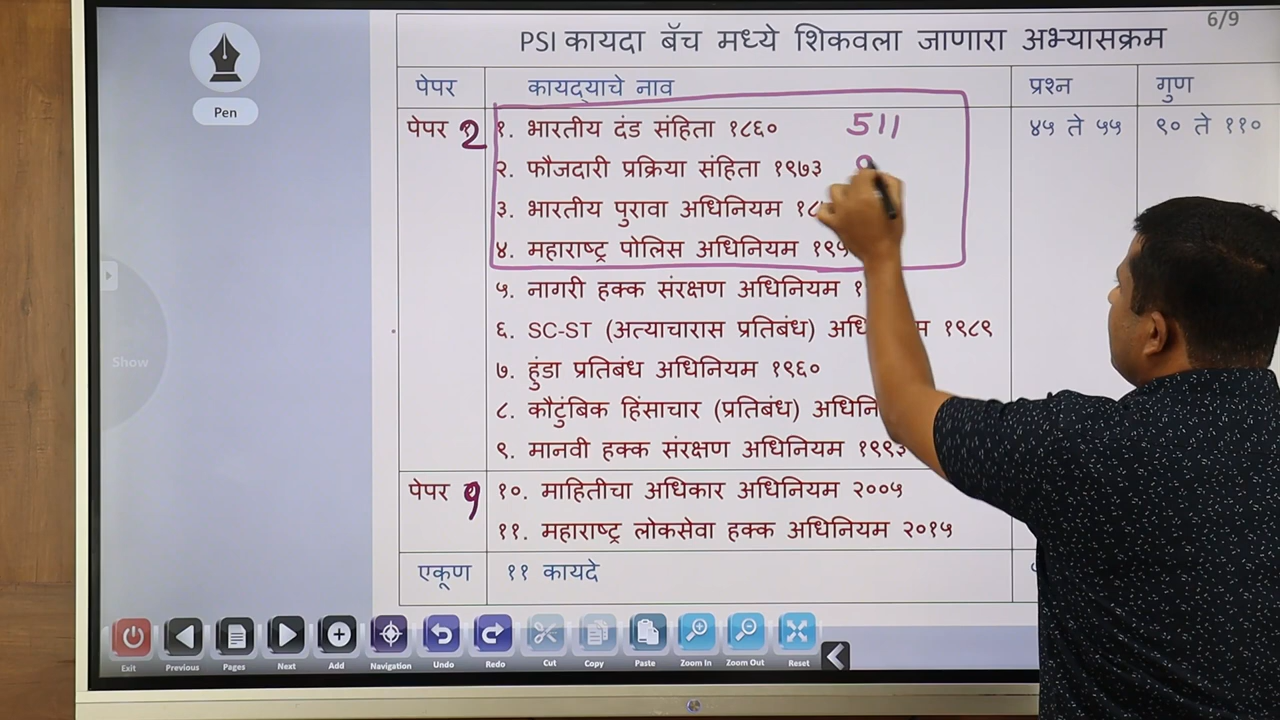 6/9
PSI कायदा बॅच मध्ये शिकवला जाणारा अभ्यासक्रम
Pen
पेपर कायद्याचे नाव प्रश्न गुण
पेपर 2 १. भारतीय दंड संहिता १८६० 511 ४५ ते ५५ ९० ते ११०
२. फौजदारी प्रक्रिया संहिता १९७३
३. भारतीय पुरावा अधिनियम
४. महाराष्ट्र पोलिस अधिनियम
५. नागरी हक्क संरक्षण अधिनियम
६. SC-ST (अत्याचारास प्रतिबंध) १९८९
Show
७. हुंडा प्रतिबंध अधिनियम १९६०
८. कौटुंबिक हिंसाचार (प्रतिबंध)
९. मानवी हक्क संरक्षण अधिनियम १९९३
पेपर १ १०. माहितीचा अधिकार अधिनियम २००५
११. महाराष्ट्र लोकसेवा हक्क अधिनियम २०१५
एकूण ११ कायदे
Exit Previous Pages Next Add Navigation Undo Redo Cut Copy Paste Zoom In Zoom Out Reset